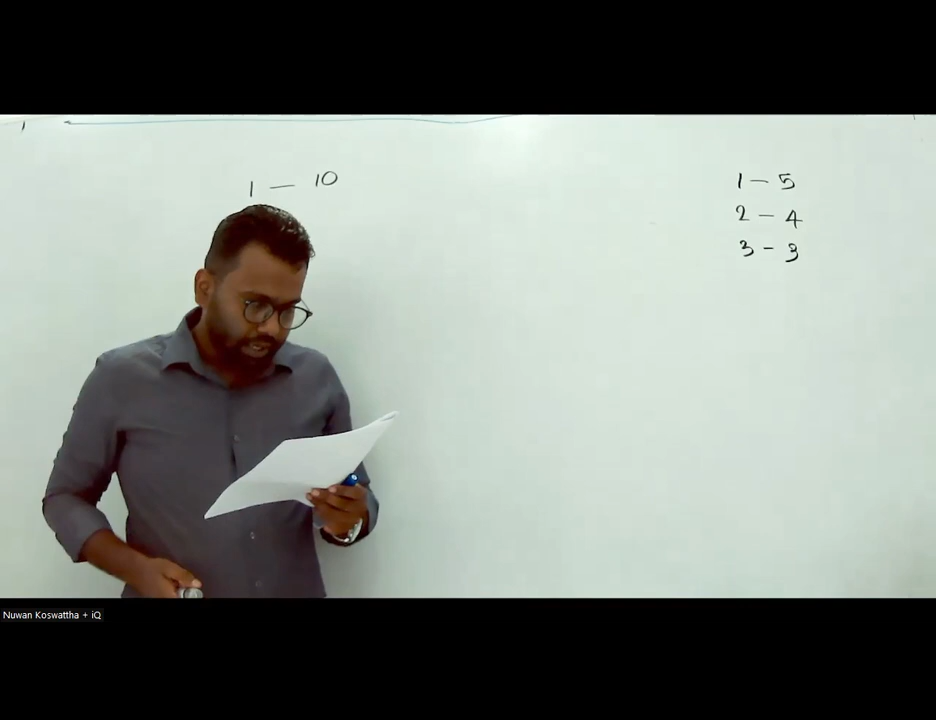 1 — 10
1 – 5
2 – 4
3 – 3
Nuwan Koswattha + iQ